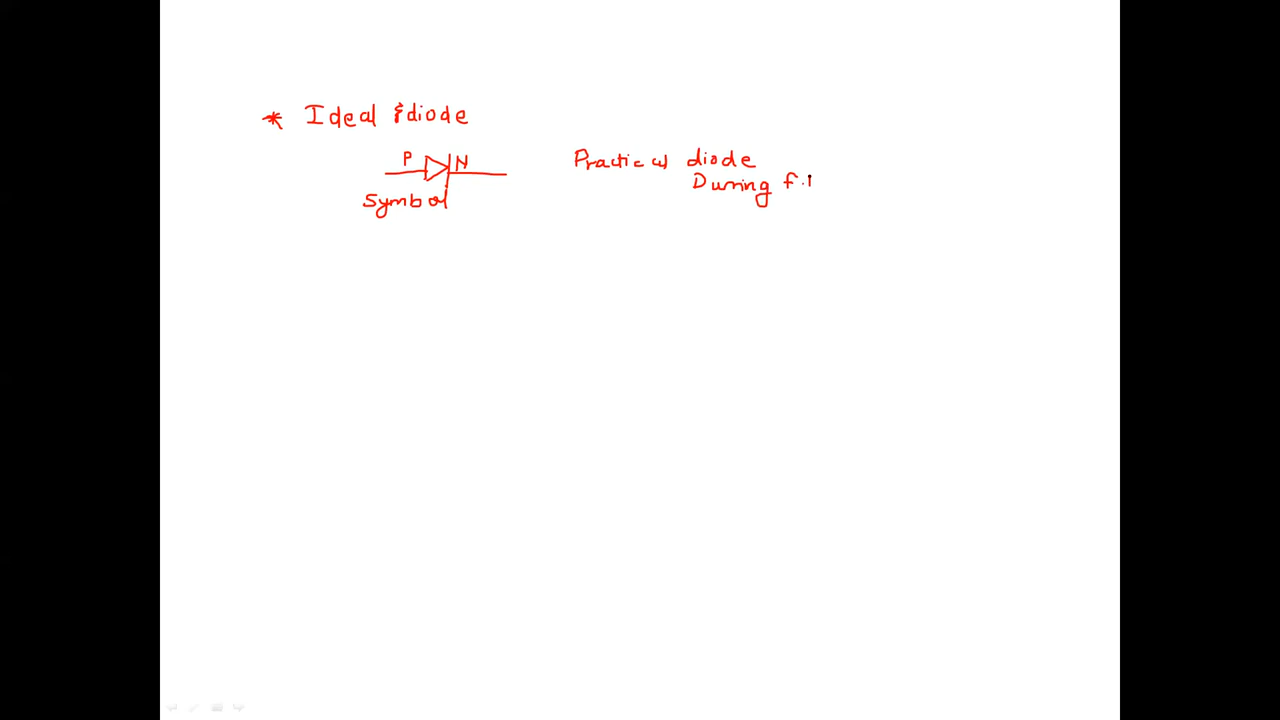 * Ideal diode
P N
Symbol
Practical diode
During f.